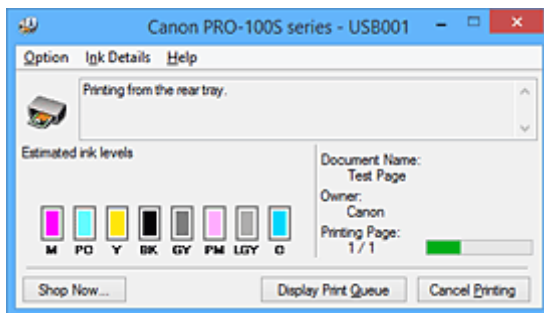 Canon PRO-100S series - USB001
Option Ink Details Help
Printing from the rear tray.
Estimated ink levels
Document Name:
Test Page
Owner:
Canon
Printing Page:
1 / 1
M PC Y BK GY PM LGY C
Shop Now... Display Print Queue Cancel Printing